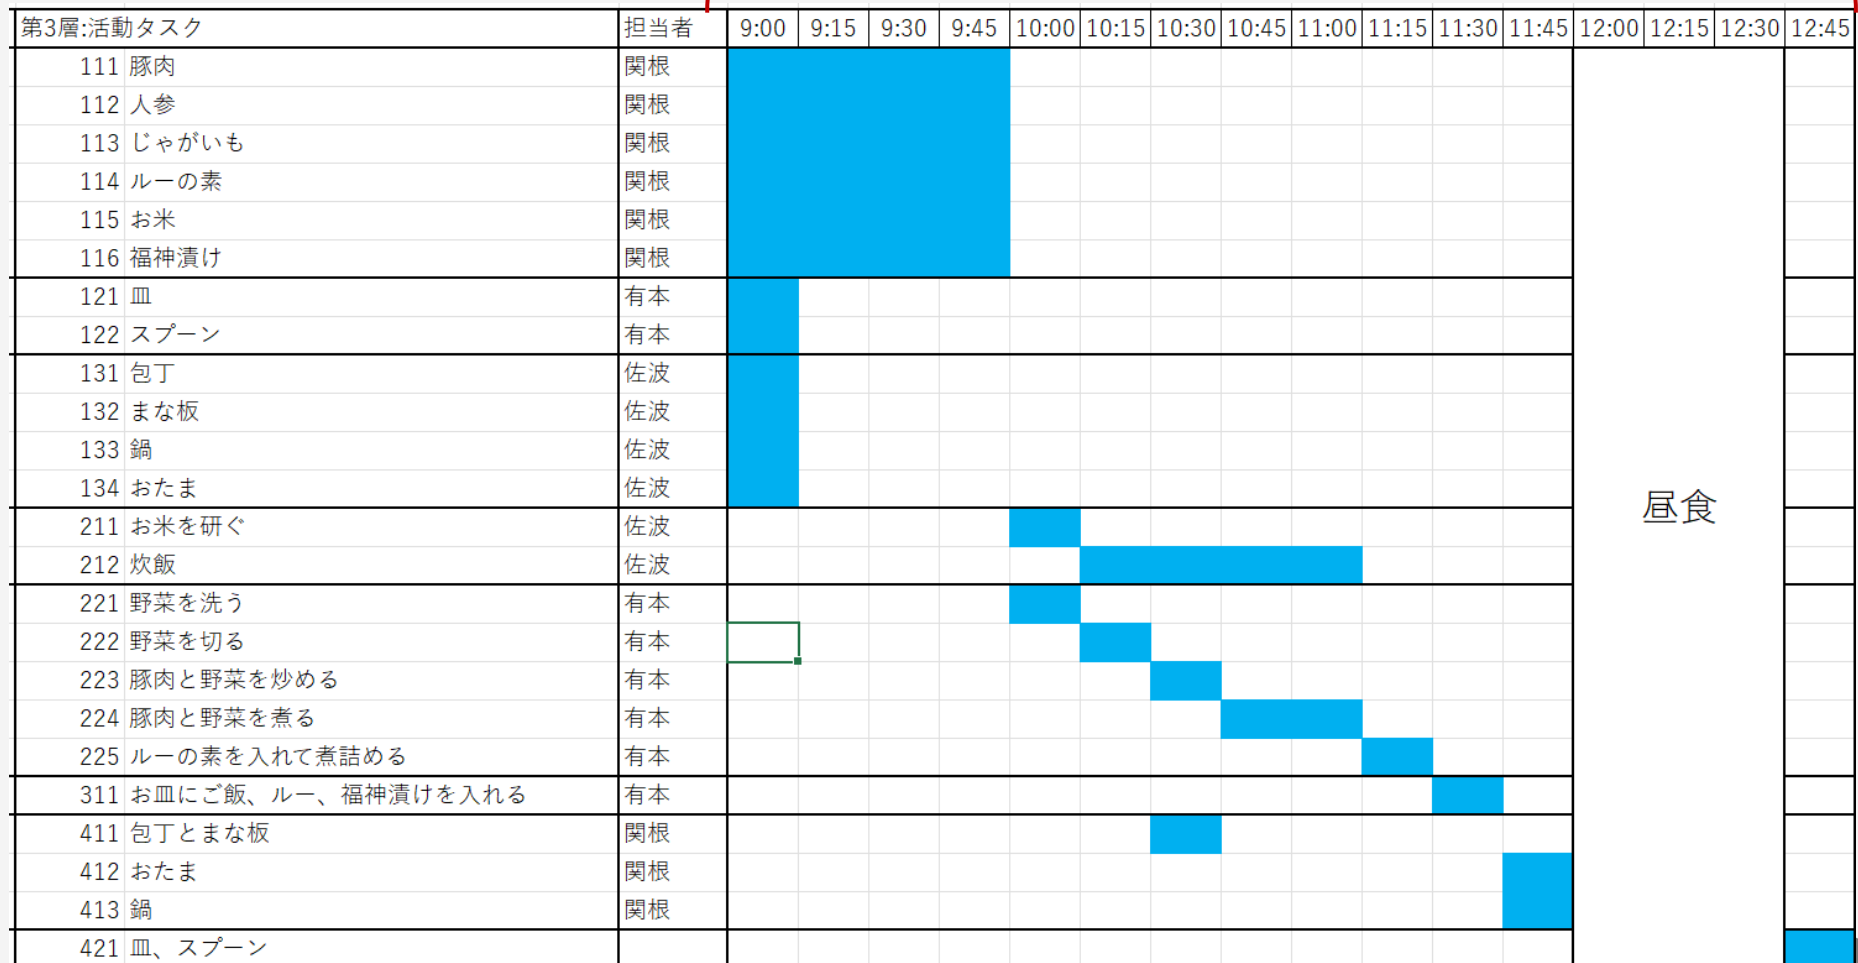 第3層:活動タスク 担当者 9:00 9:15 9:30 9:45 10:00 10:15 10:30 10:45 11:00 11:15 11:30 11:45 12:00 12:15 12:30 12:45
111 豚肉 関根
112 人参 関根
113 じゃがいも 関根
114 ルーの素 関根
115 お米 関根
116 福神漬け 関根
121 皿 有本
122 スプーン 有本
131 包丁 佐波
132 まな板 佐波
133 鍋 佐波
134 おたま 佐波
昼食
211 お米を研ぐ 佐波
212 炊飯 佐波
221 野菜を洗う 有本
222 野菜を切る 有本
223 豚肉と野菜を炒める 有本
224 豚肉と野菜を煮る 有本
225 ルーの素を入れて煮詰める 有本
311 お皿にご飯、ルー、福神漬けを入れる 有本
411 包丁とまな板 関根
412 おたま 関根
413 鍋 関根
421 皿、スプーン